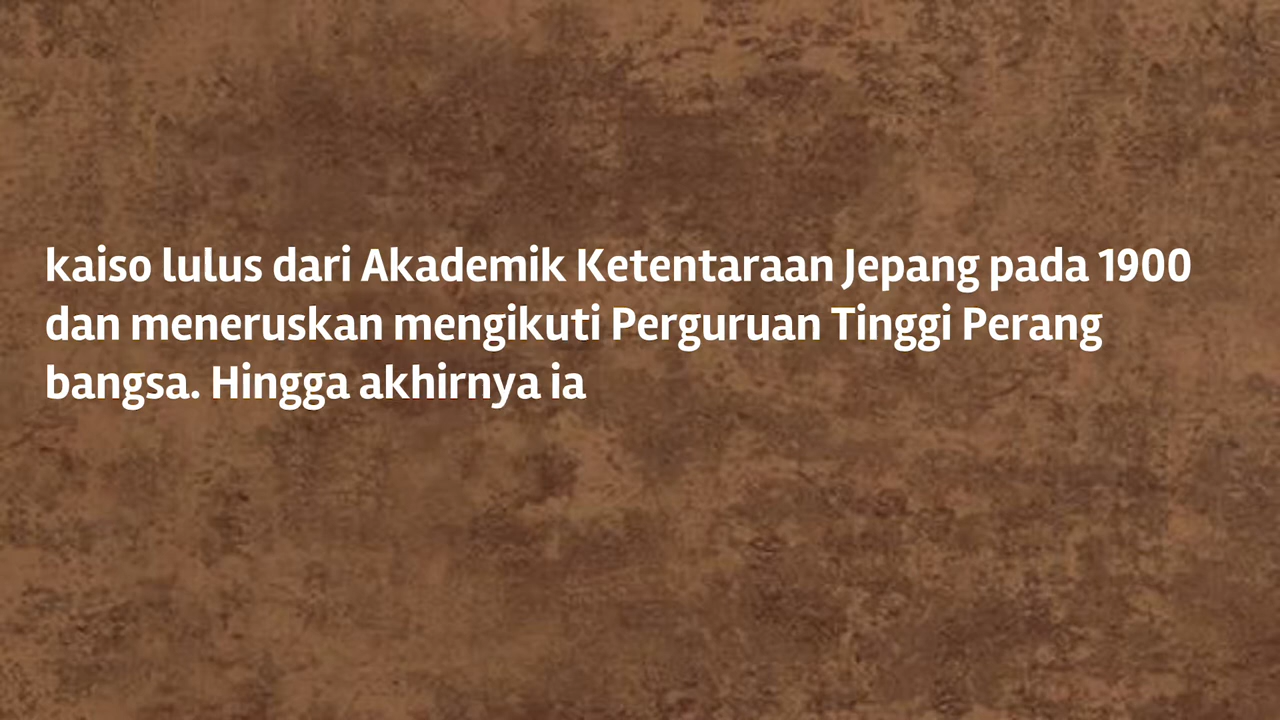 kaiso lulus dari Akademik Ketentaraan Jepang pada 1900
dan meneruskan mengikuti Perguruan Tinggi Perang
bangsa. Hingga akhirnya ia